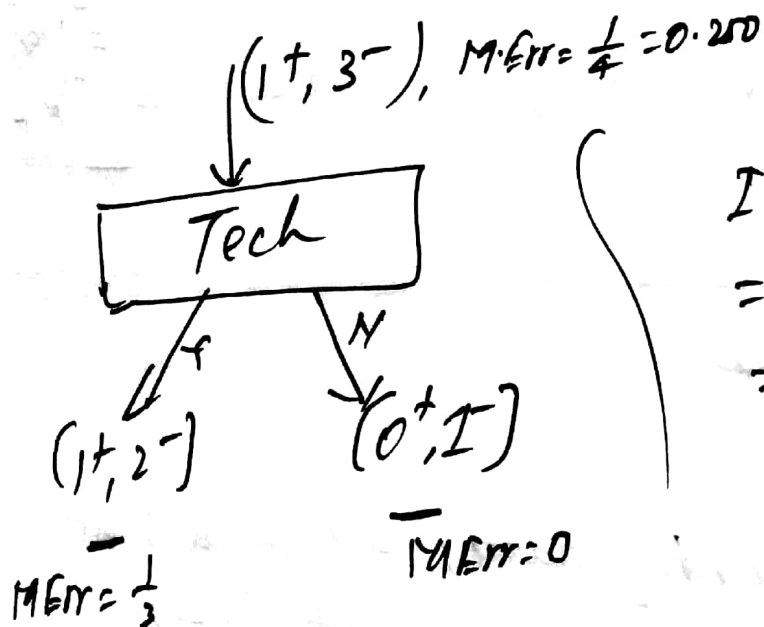 (1⁺, 3⁻), M.Err = 1/4 = 0.250
Tech
Y N
(1⁺, 2⁻) (0⁺, 1⁻)
— —
MErr = 1/3 MErr = 0
I
=
=